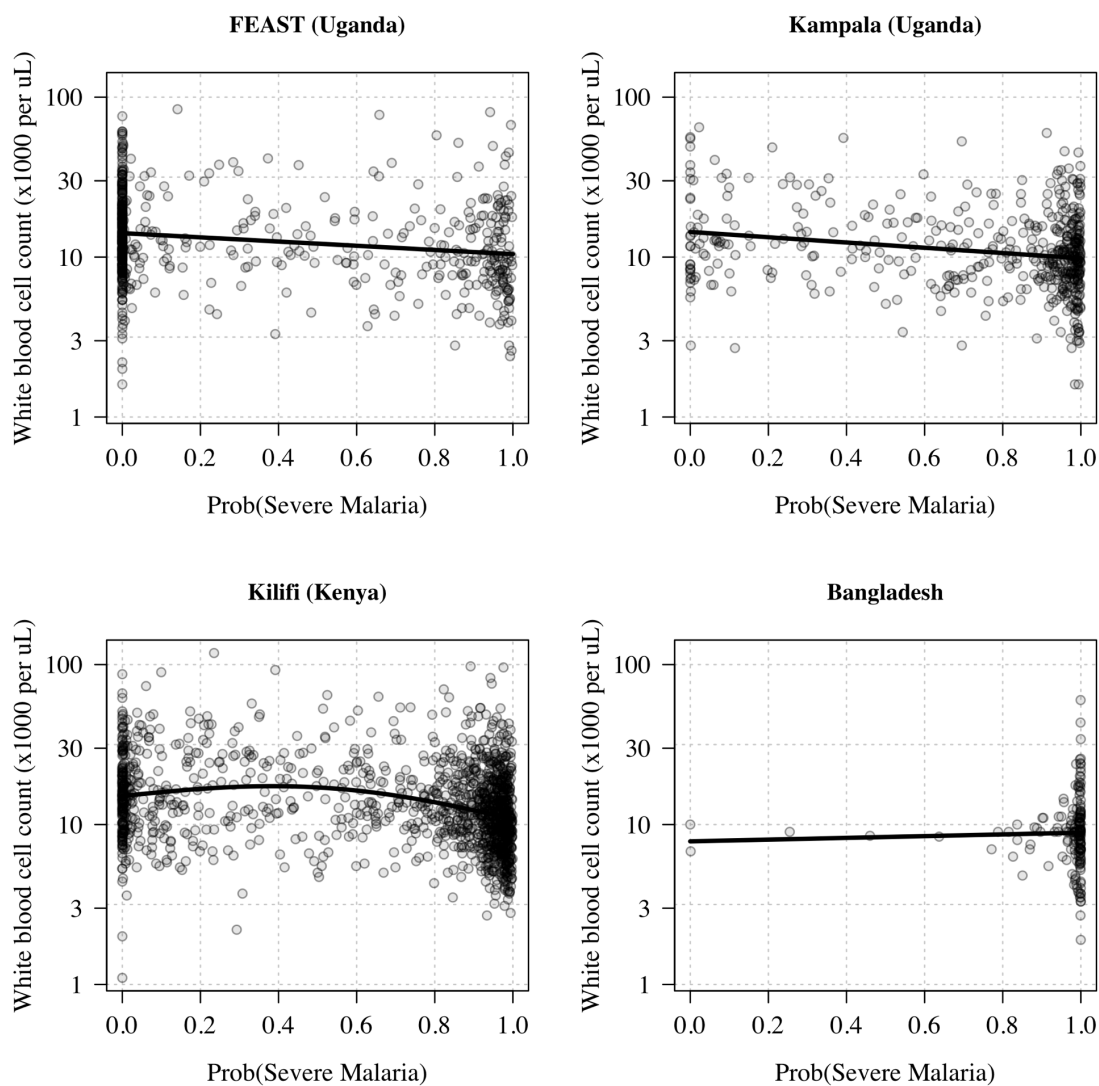 FEAST (Uganda)
White blood cell count (x1000 per uL)
100
30
10
3
1
0.0 0.2 0.4 0.6 0.8 1.0
Prob(Severe Malaria)
Kampala (Uganda)
White blood cell count (x1000 per uL)
100
30
10
3
1
0.0 0.2 0.4 0.6 0.8 1.0
Prob(Severe Malaria)
Kilifi (Kenya)
White blood cell count (x1000 per uL)
100
30
10
3
1
0.0 0.2 0.4 0.6 0.8 1.0
Prob(Severe Malaria)
Bangladesh
White blood cell count (x1000 per uL)
100
30
10
3
1
0.0 0.2 0.4 0.6 0.8 1.0
Prob(Severe Malaria)